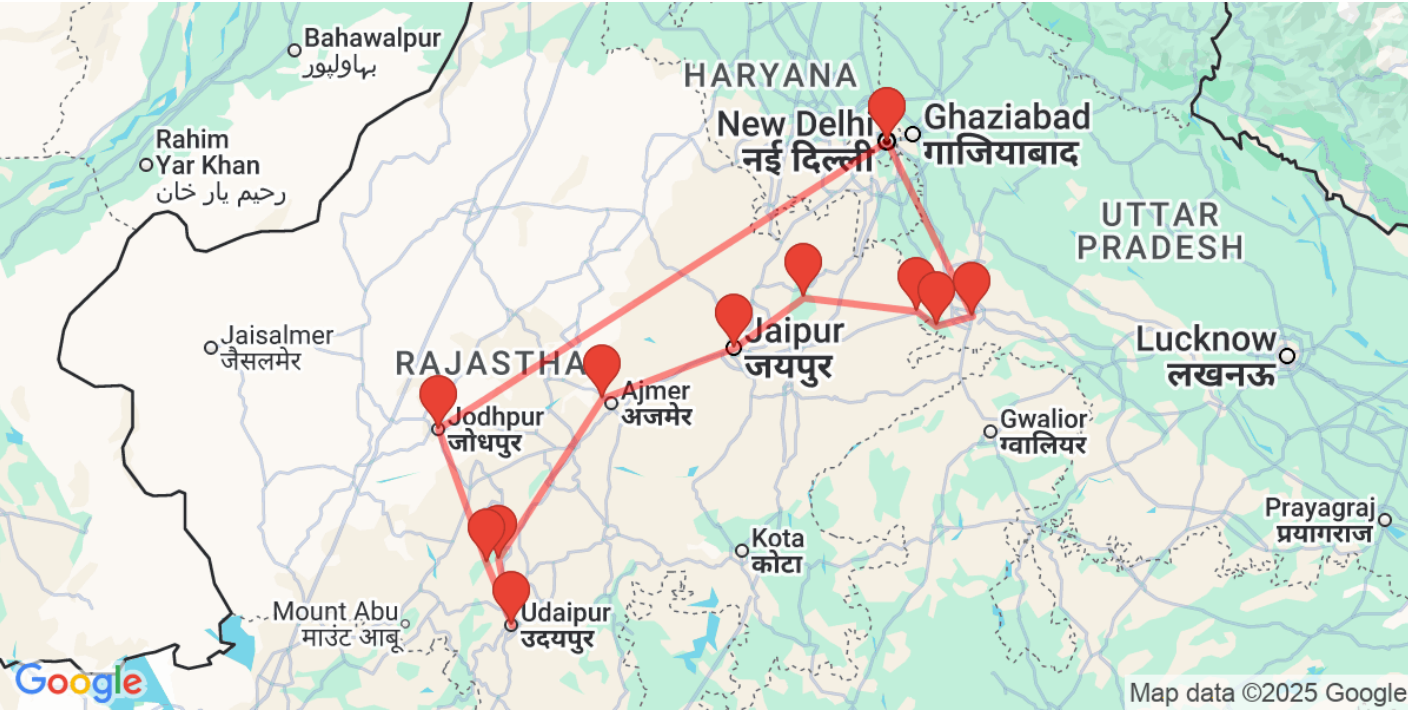 Bahawalpur
بہاولپور
HARYANA
New Delhi
नई दिल्ली
Ghaziabad
गाजियाबाद
Rahim
Yar Khan
رحیم یار خان
UTTAR
PRADESH
Jaisalmer
जैसलमेर
RAJASTHA
Jaipur
जयपुर
Lucknow
लखनऊ
Ajmer
अजमेर
Jodhpur
जोधपुर
Gwalior
ग्वालियर
Prayagraj
प्रयागराज
Kota
कोटा
Mount Abu
माउंट आबू
Udaipur
उदयपुर
Google
Map data ©2025 Google